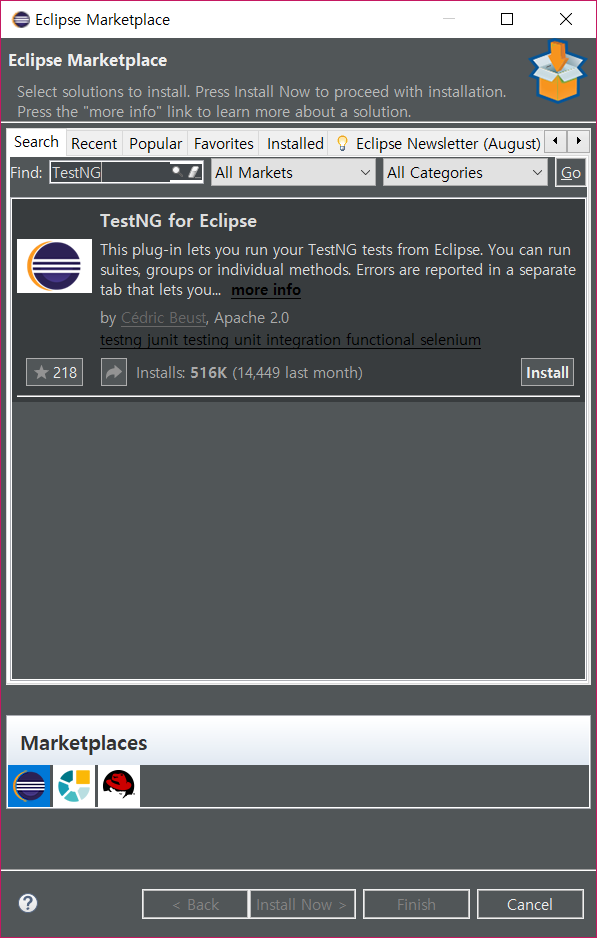 Eclipse Marketplace
Eclipse Marketplace
Select solutions to install. Press Install Now to proceed with installation.
Press the "more info" link to learn more about a solution.
Search Recent Popular Favorites Installed Eclipse Newsletter (August)
Find: TestNG All Markets All Categories Go
TestNG for Eclipse
This plug-in lets you run your TestNG tests from Eclipse. You can run
suites, groups or individual methods. Errors are reported in a separate
tab that lets you... more info
by Cédric Beust, Apache 2.0
testng junit testing unit integration functional selenium
218 Installs: 516K (14,449 last month) Install
Marketplaces
? < Back Install Now > Finish Cancel